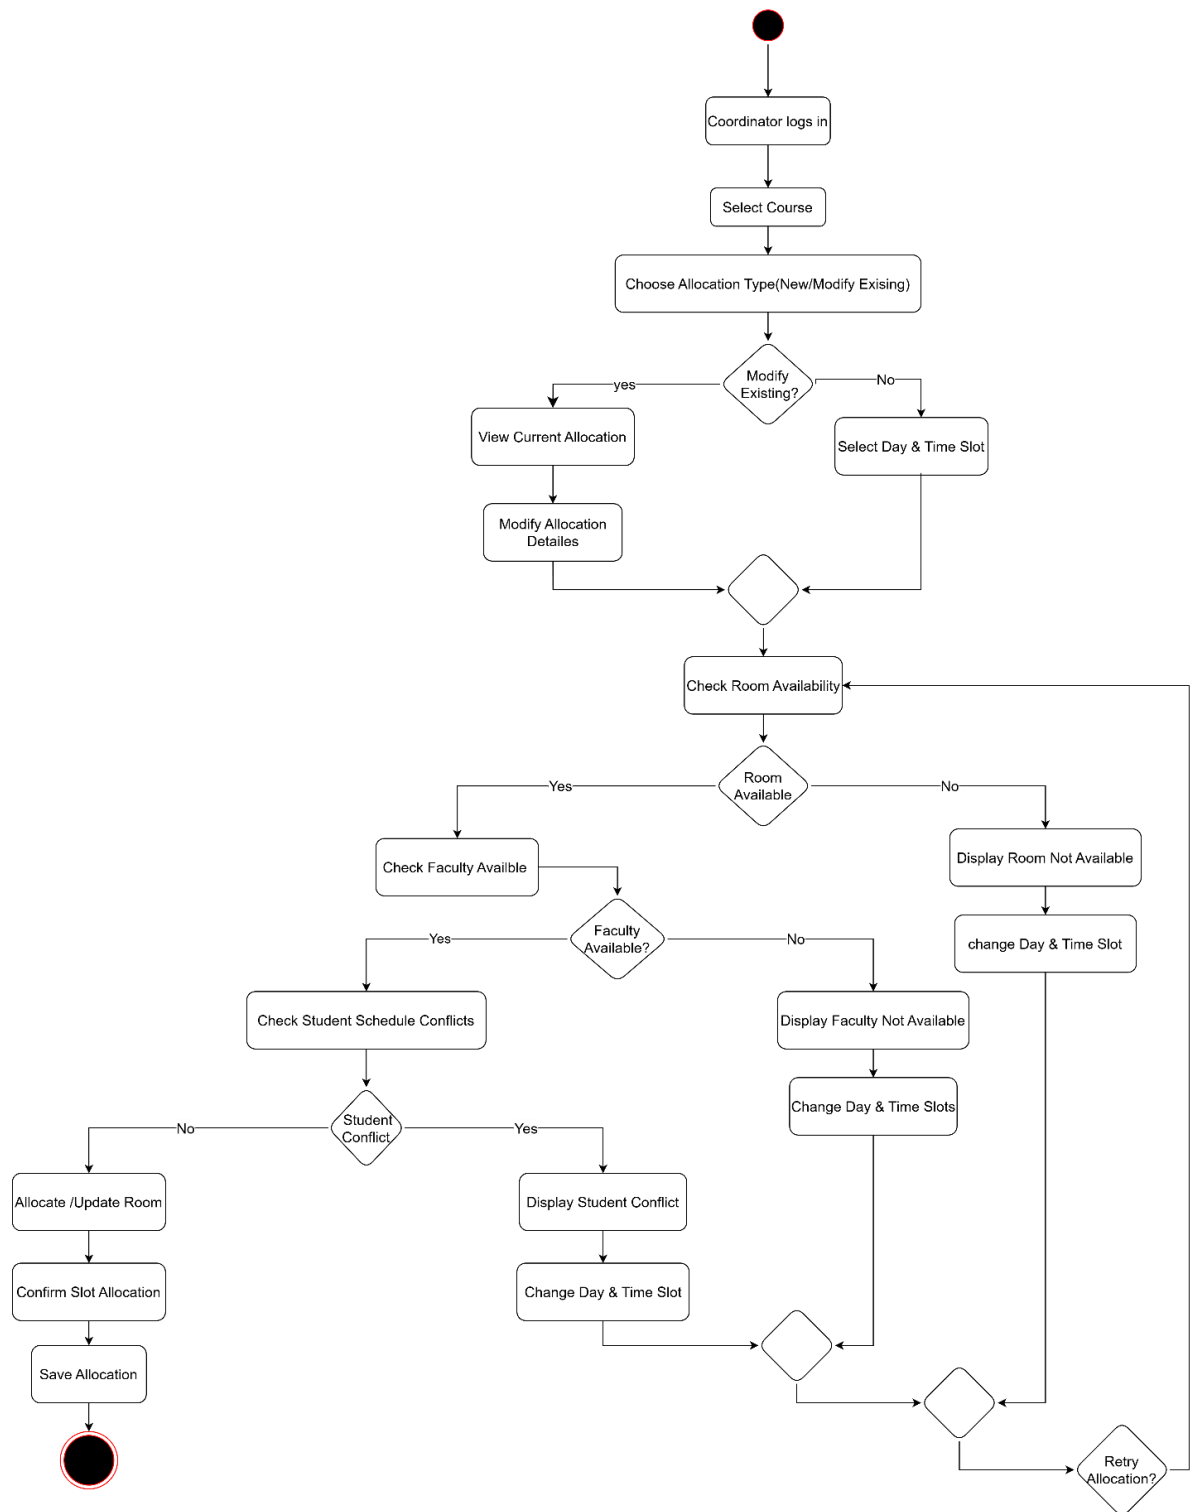 Coordinator logs in
Select Course
Choose Allocation Type(New/Modify Exising)
Modify
Existing?
yes
No
View Current Allocation
Select Day & Time Slot
Modify Allocation
Detailes
Check Room Availability
Room
Available
Yes
No
Check Faculty Availble
Display Room Not Available
change Day & Time Slot
Faculty
Available?
Yes
No
Check Student Schedule Conflicts
Display Faculty Not Available
Change Day & Time Slots
Student
Conflict
No
Yes
Allocate /Update Room
Display Student Conflict
Confirm Slot Allocation
Change Day & Time Slot
Save Allocation
Retry
Allocation?